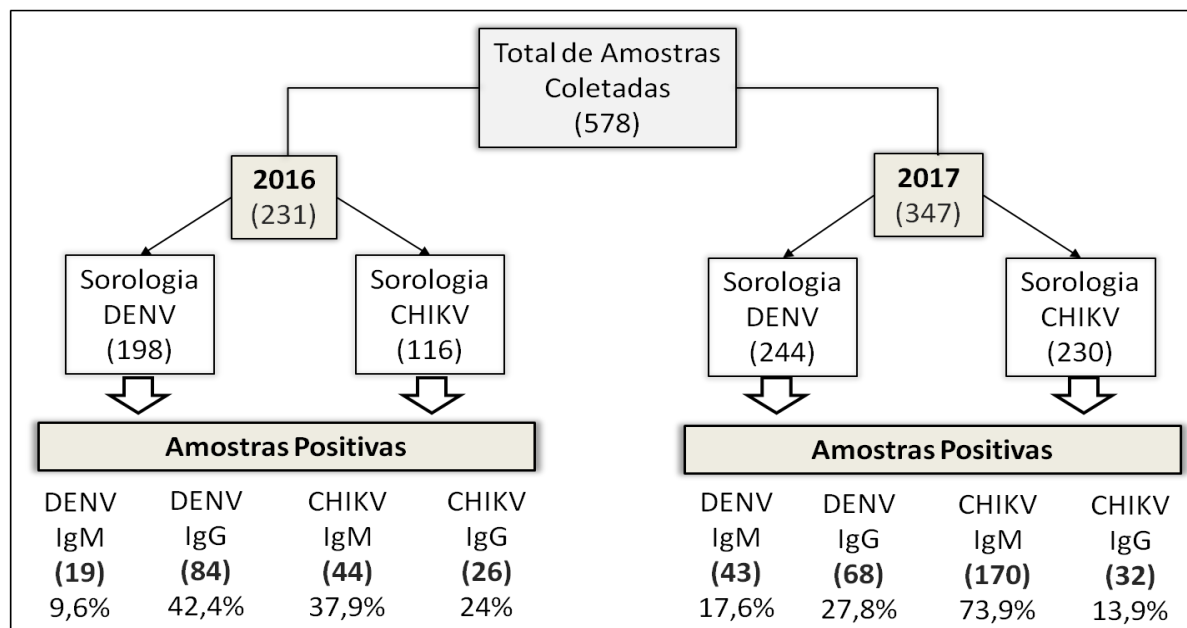 Total de Amostras
Coletadas
(578)
2016
(231)
2017
(347)
Sorologia
DENV
(198)
Sorologia
CHIKV
(116)
Sorologia
DENV
(244)
Sorologia
CHIKV
(230)
Amostras Positivas
DENV
IgM
(19)
9,6%
DENV
IgG
(84)
42,4%
CHIKV
IgM
(44)
37,9%
CHIKV
IgG
(26)
24%
Amostras Positivas
DENV
IgM
(43)
17,6%
DENV
IgG
(68)
27,8%
CHIKV
IgM
(170)
73,9%
CHIKV
IgG
(32)
13,9%